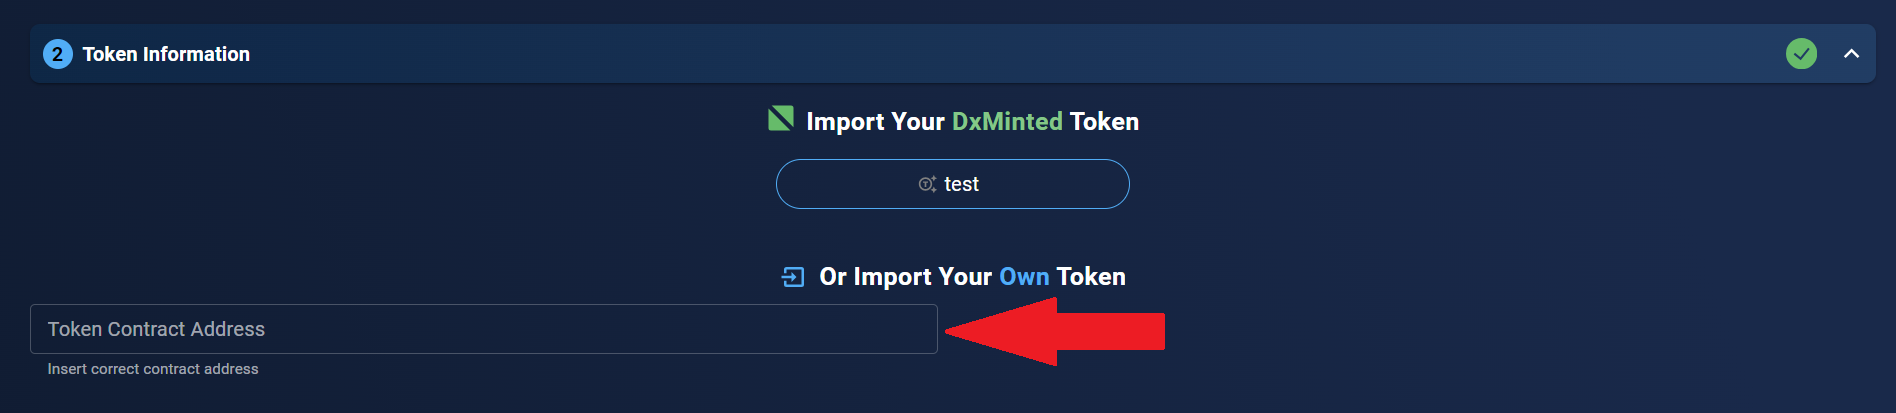 2 Token Information
Import Your DxMinted Token
test
Or Import Your Own Token
Token Contract Address
Insert correct contract address